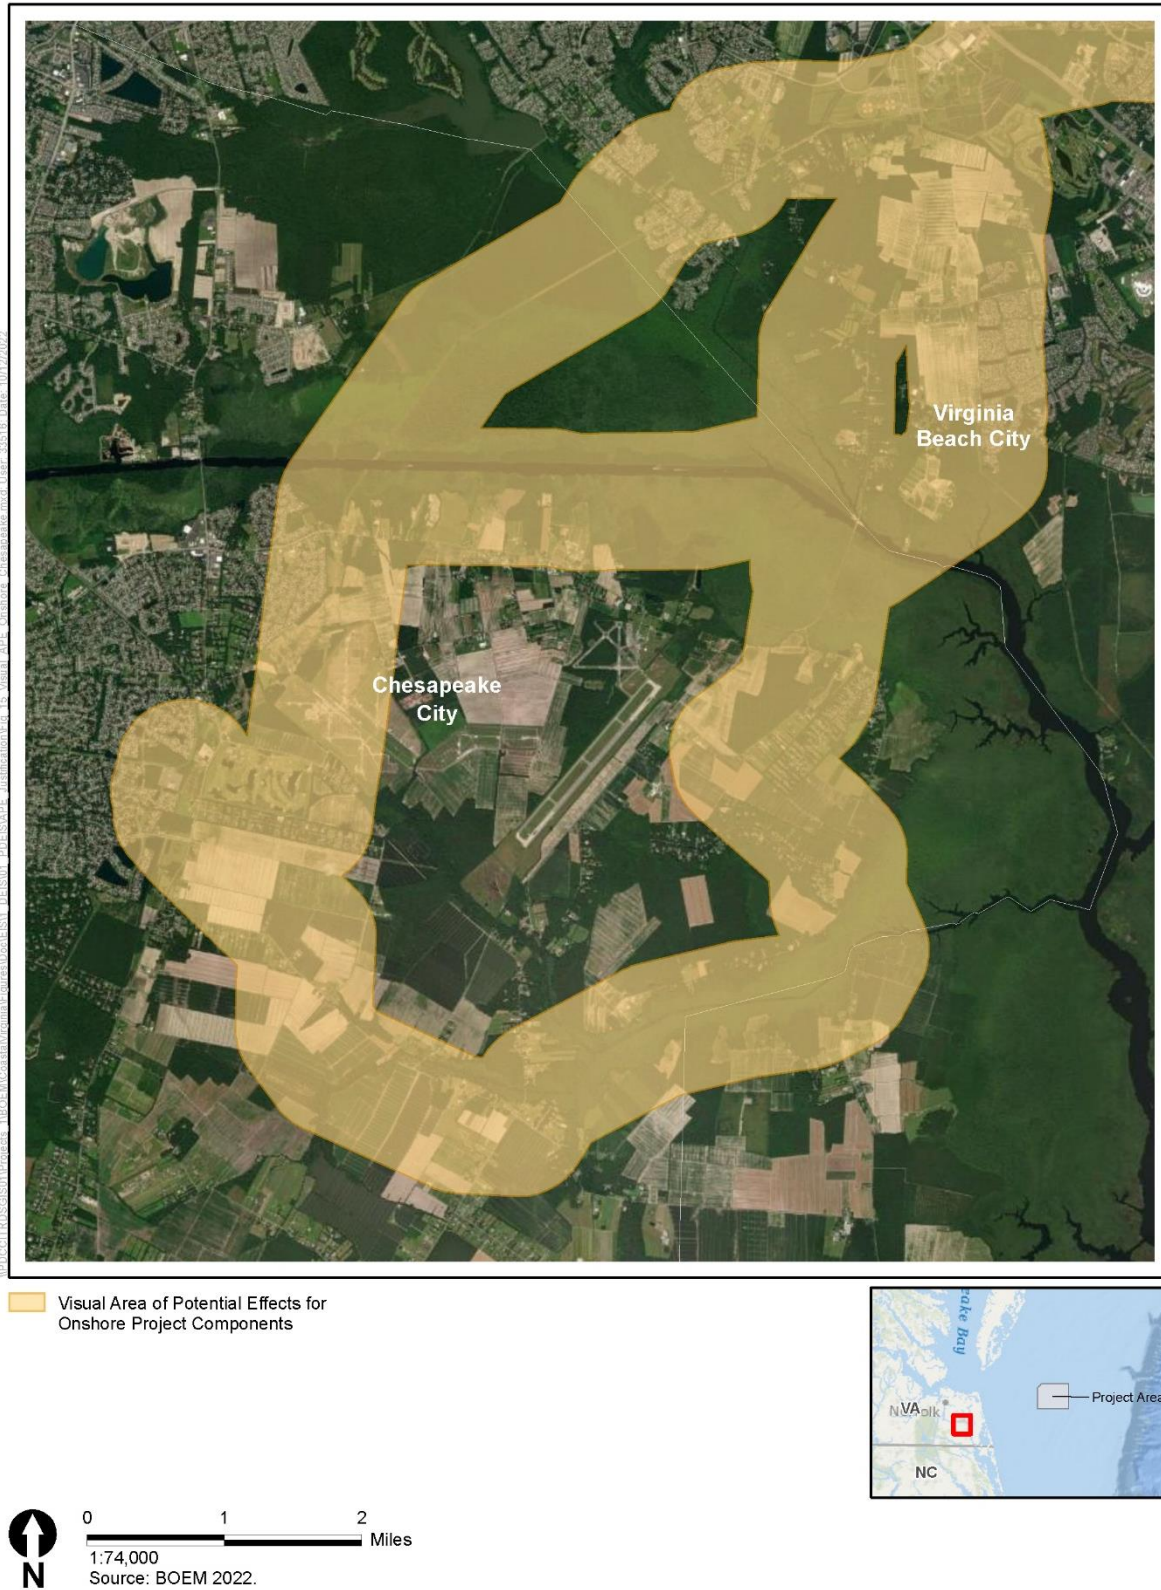 Virginia
Beach City
Chesapeake
City
Visual Area of Potential Effects for
Onshore Project Components
Bay
VA
NC
Project Area
0 1 2
Miles
1:74,000
Source: BOEM 2022.
N